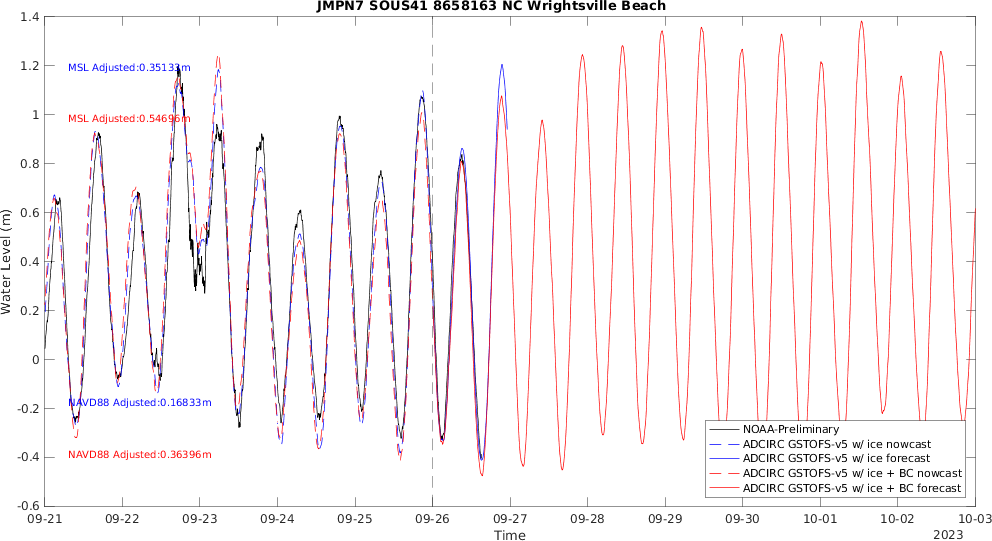 JMPN7 SOUS41 8658163 NC Wrightsville Beach
1.4
1.2
1
0.8
0.6
0.4
0.2
0
-0.2
-0.4
-0.6
Water Level (m)
MSL Adjusted:0.35133m
MSL Adjusted:0.54696m
NAVD88 Adjusted:0.16833m
NAVD88 Adjusted:0.36396m
NOAA-Preliminary
ADCIRC GSTOFS-v5 w/ ice nowcast
ADCIRC GSTOFS-v5 w/ ice forecast
ADCIRC GSTOFS-v5 w/ ice + BC nowcast
ADCIRC GSTOFS-v5 w/ ice + BC forecast
09-21 09-22 09-23 09-24 09-25 09-26 09-27 09-28 09-29 09-30 10-01 10-02 10-03
Time
2023